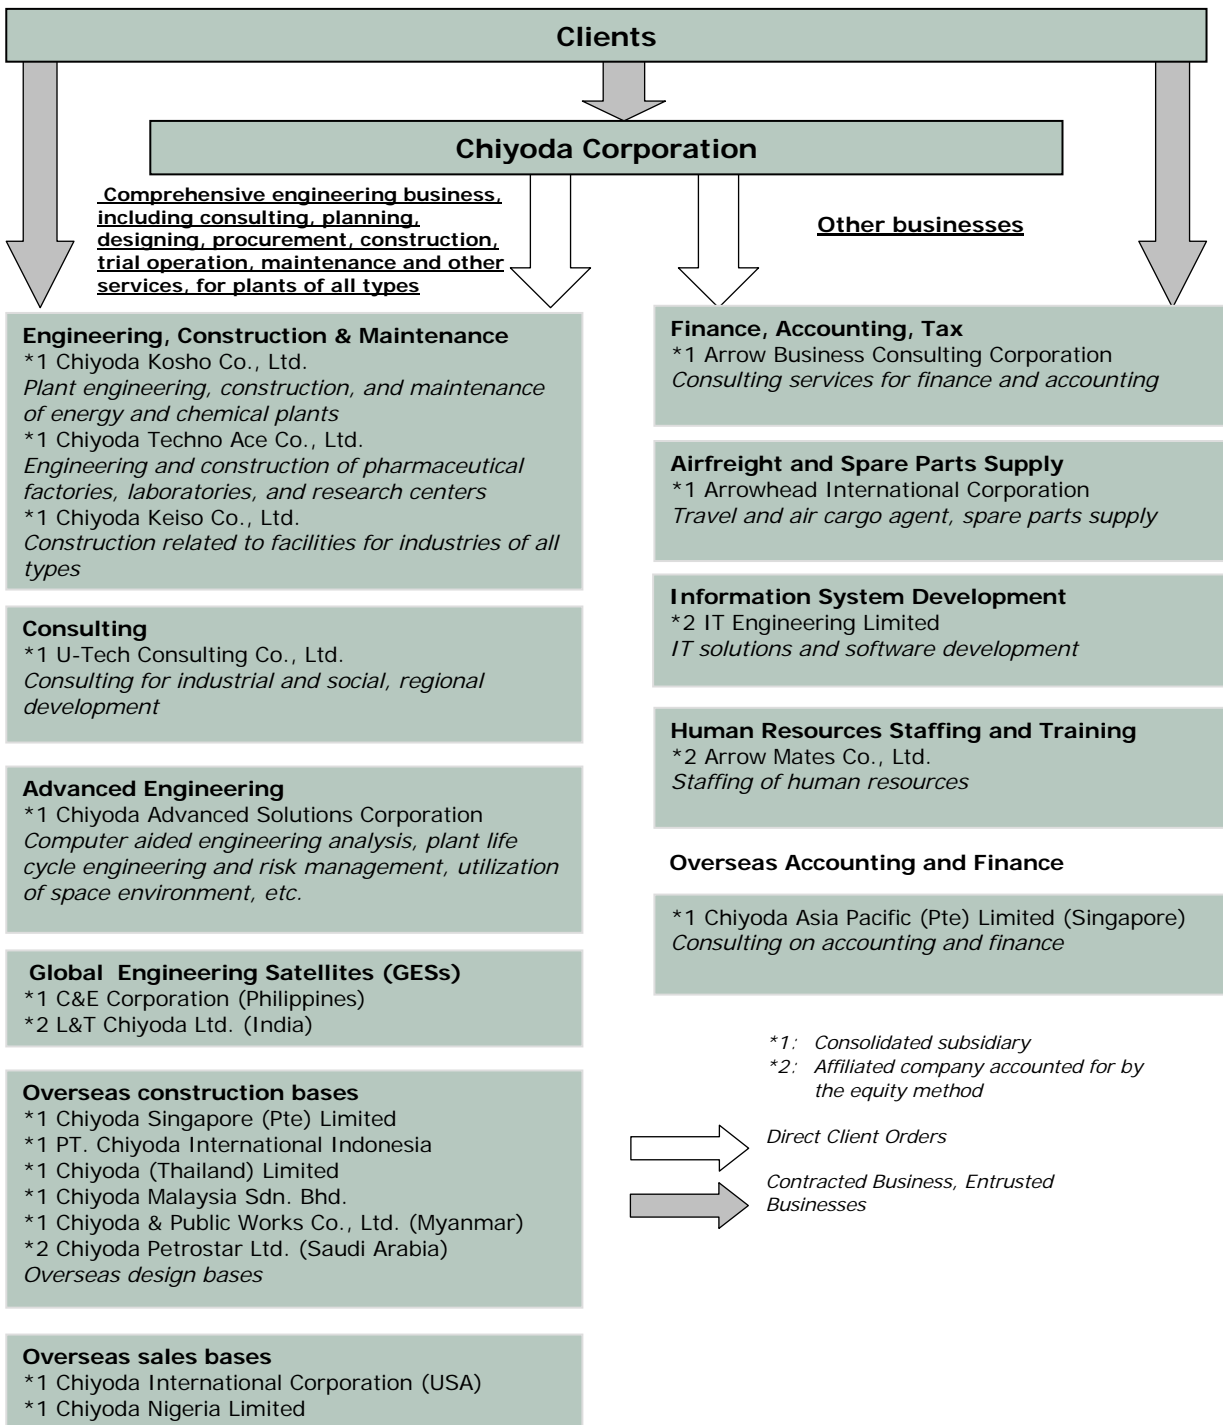 Clients
Chiyoda Corporation
Comprehensive engineering business,
including consulting, planning,
designing, procurement, construction,
trial operation, maintenance and other
services, for plants of all types
Other businesses
Engineering, Construction & Maintenance
*1 Chiyoda Kosho Co., Ltd.
Plant engineering, construction, and maintenance
of energy and chemical plants
*1 Chiyoda Techno Ace Co., Ltd.
Engineering and construction of pharmaceutical
factories, laboratories, and research centers
*1 Chiyoda Keiso Co., Ltd.
Construction related to facilities for industries of all
types
Consulting
*1 U-Tech Consulting Co., Ltd.
Consulting for industrial and social, regional
development
Advanced Engineering
*1 Chiyoda Advanced Solutions Corporation
Computer aided engineering analysis, plant life
cycle engineering and risk management, utilization
of space environment, etc.
Global Engineering Satellites (GESs)
*1 C&E Corporation (Philippines)
*2 L&T Chiyoda Ltd. (India)
Overseas construction bases
*1 Chiyoda Singapore (Pte) Limited
*1 PT. Chiyoda International Indonesia
*1 Chiyoda (Thailand) Limited
*1 Chiyoda Malaysia Sdn. Bhd.
*1 Chiyoda & Public Works Co., Ltd. (Myanmar)
*2 Chiyoda Petrostar Ltd. (Saudi Arabia)
Overseas design bases
Overseas sales bases
*1 Chiyoda International Corporation (USA)
*1 Chiyoda Nigeria Limited
Finance, Accounting, Tax
*1 Arrow Business Consulting Corporation
Consulting services for finance and accounting
Airfreight and Spare Parts Supply
*1 Arrowhead International Corporation
Travel and air cargo agent, spare parts supply
Information System Development
*2 IT Engineering Limited
IT solutions and software development
Human Resources Staffing and Training
*2 Arrow Mates Co., Ltd.
Staffing of human resources
Overseas Accounting and Finance
*1 Chiyoda Asia Pacific (Pte) Limited (Singapore)
Consulting on accounting and finance
*1: Consolidated subsidiary
*2: Affiliated company accounted for by
the equity method
Direct Client Orders
Contracted Business, Entrusted
Businesses